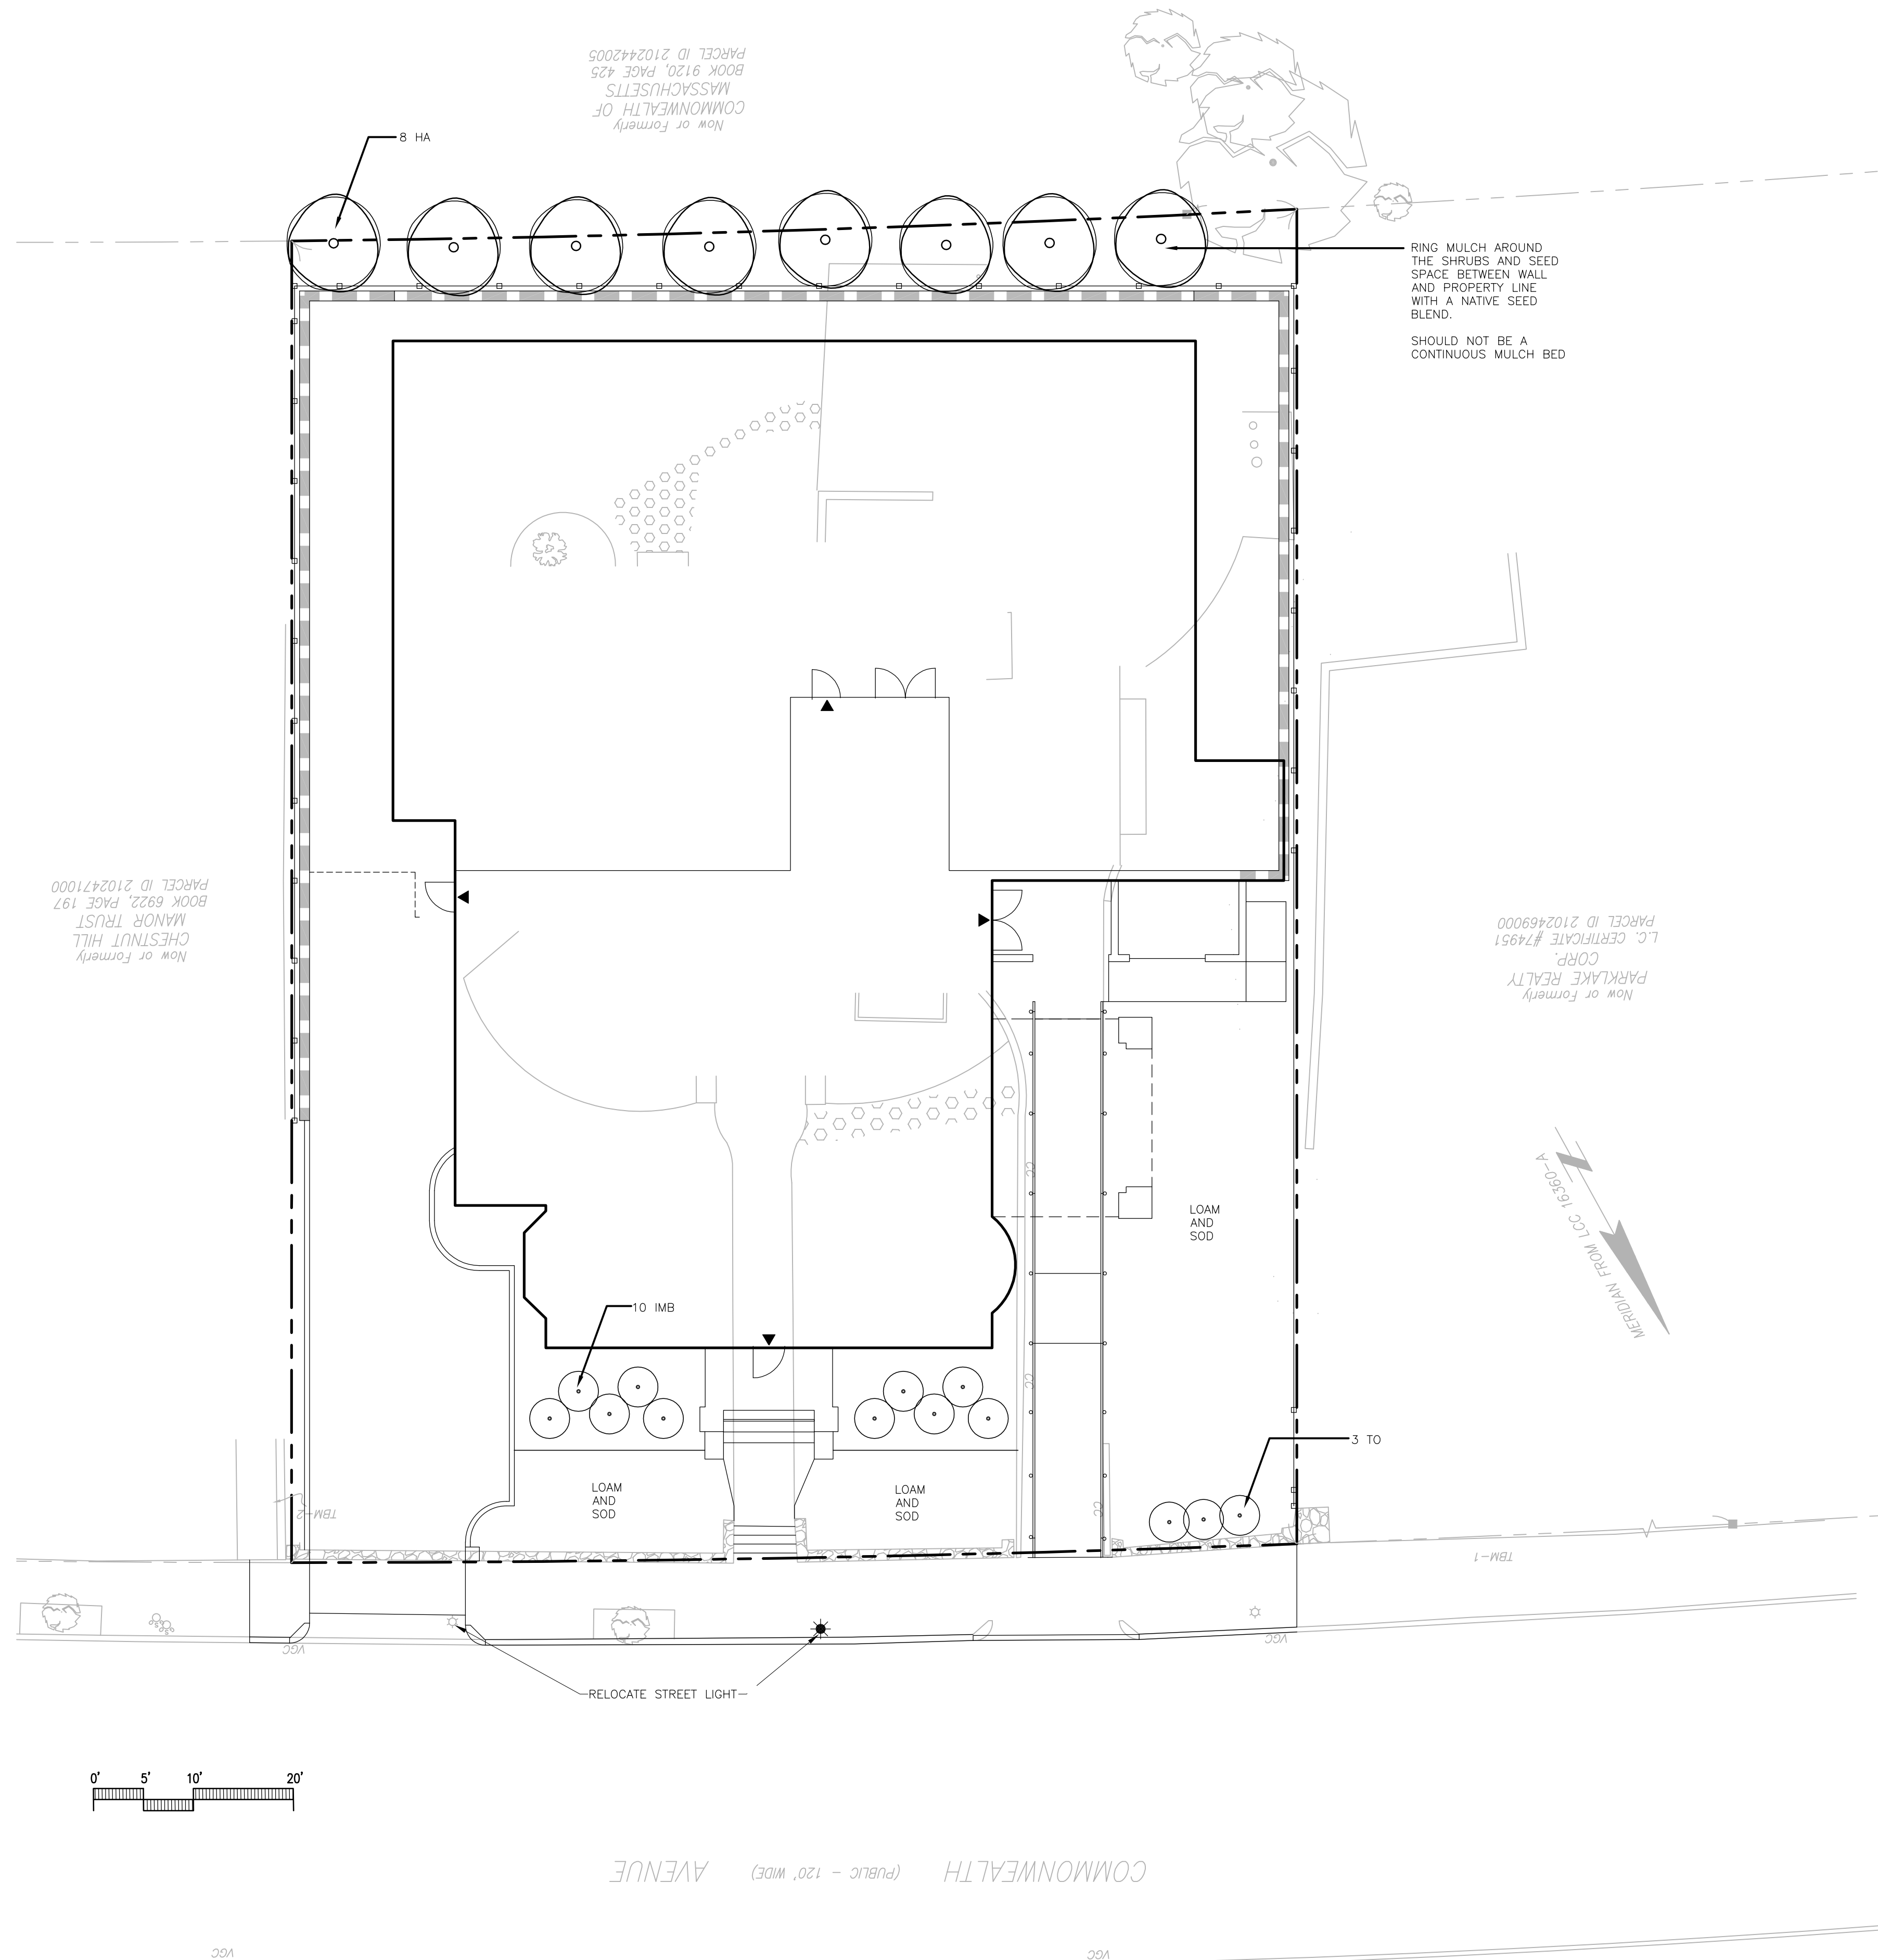 PARCEL ID 2102442005
BOOK 9120, PAGE 425
MASSACHUSETTS
COMMONWEALTH OF
Now or Formerly
8 HA
RING MULCH AROUND
THE SHRUBS AND SEED
SPACE BETWEEN WALL
AND PROPERTY LINE
WITH A NATIVE SEED
BLEND.
SHOULD NOT BE A
CONTINUOUS MULCH BED
PARCEL ID 2102471000
BOOK 6922, PAGE 197
MANOR TRUST
CHESTNUT HILL
Now or Formerly
PARCEL ID 2102469000
L.C. CERTIFICATE #74951
CORP.
PARKLAKE REALTY
Now or Formerly
MERIDIAN FROM LCC 16360-A
CC
LOAM
AND
SOD
10 IMB
CC
3 TO
LOAM
AND
SOD
LOAM
AND
SOD
CC
TBM-2
TBM-1
VGC
VGC
RELOCATE STREET LIGHT
0' 5' 10' 20'
COMMONWEALTH (PUBLIC - 120' WIDE) AVENUE
VGC
VGC